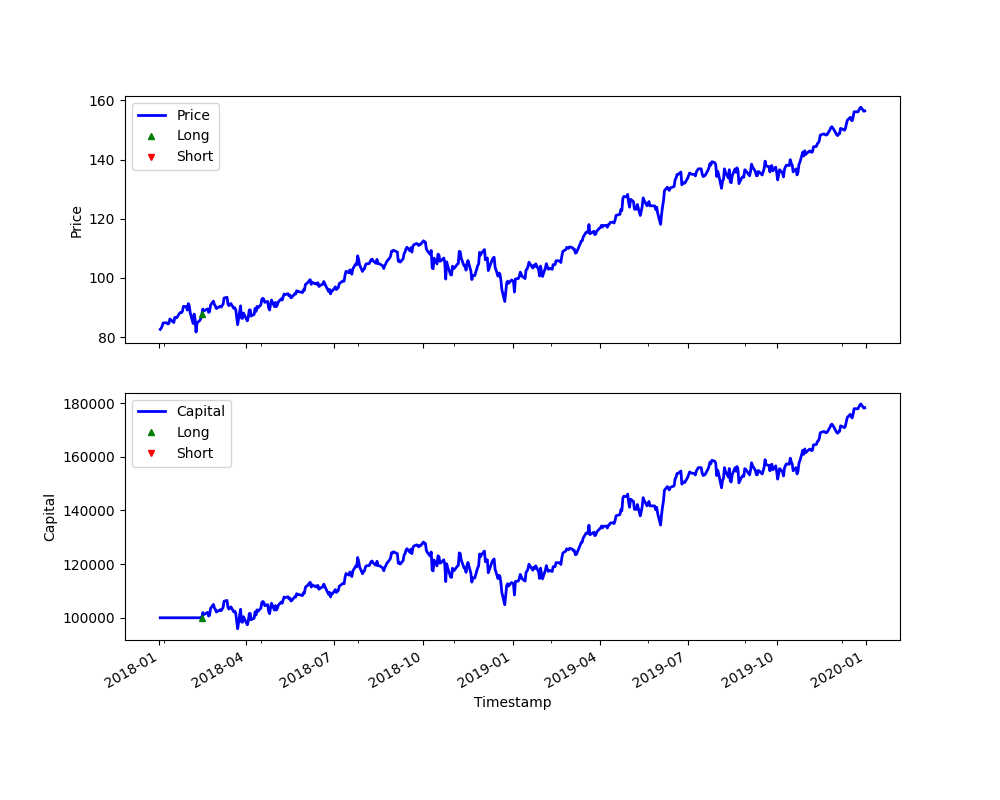 160
140
120
100
80
Price
Price
Long
Short
180000
160000
140000
120000
100000
Capital
Capital
Long
Short
2018-01
2018-04
2018-07
2018-10
2019-01
2019-04
2019-07
2019-10
2020-01
Timestamp